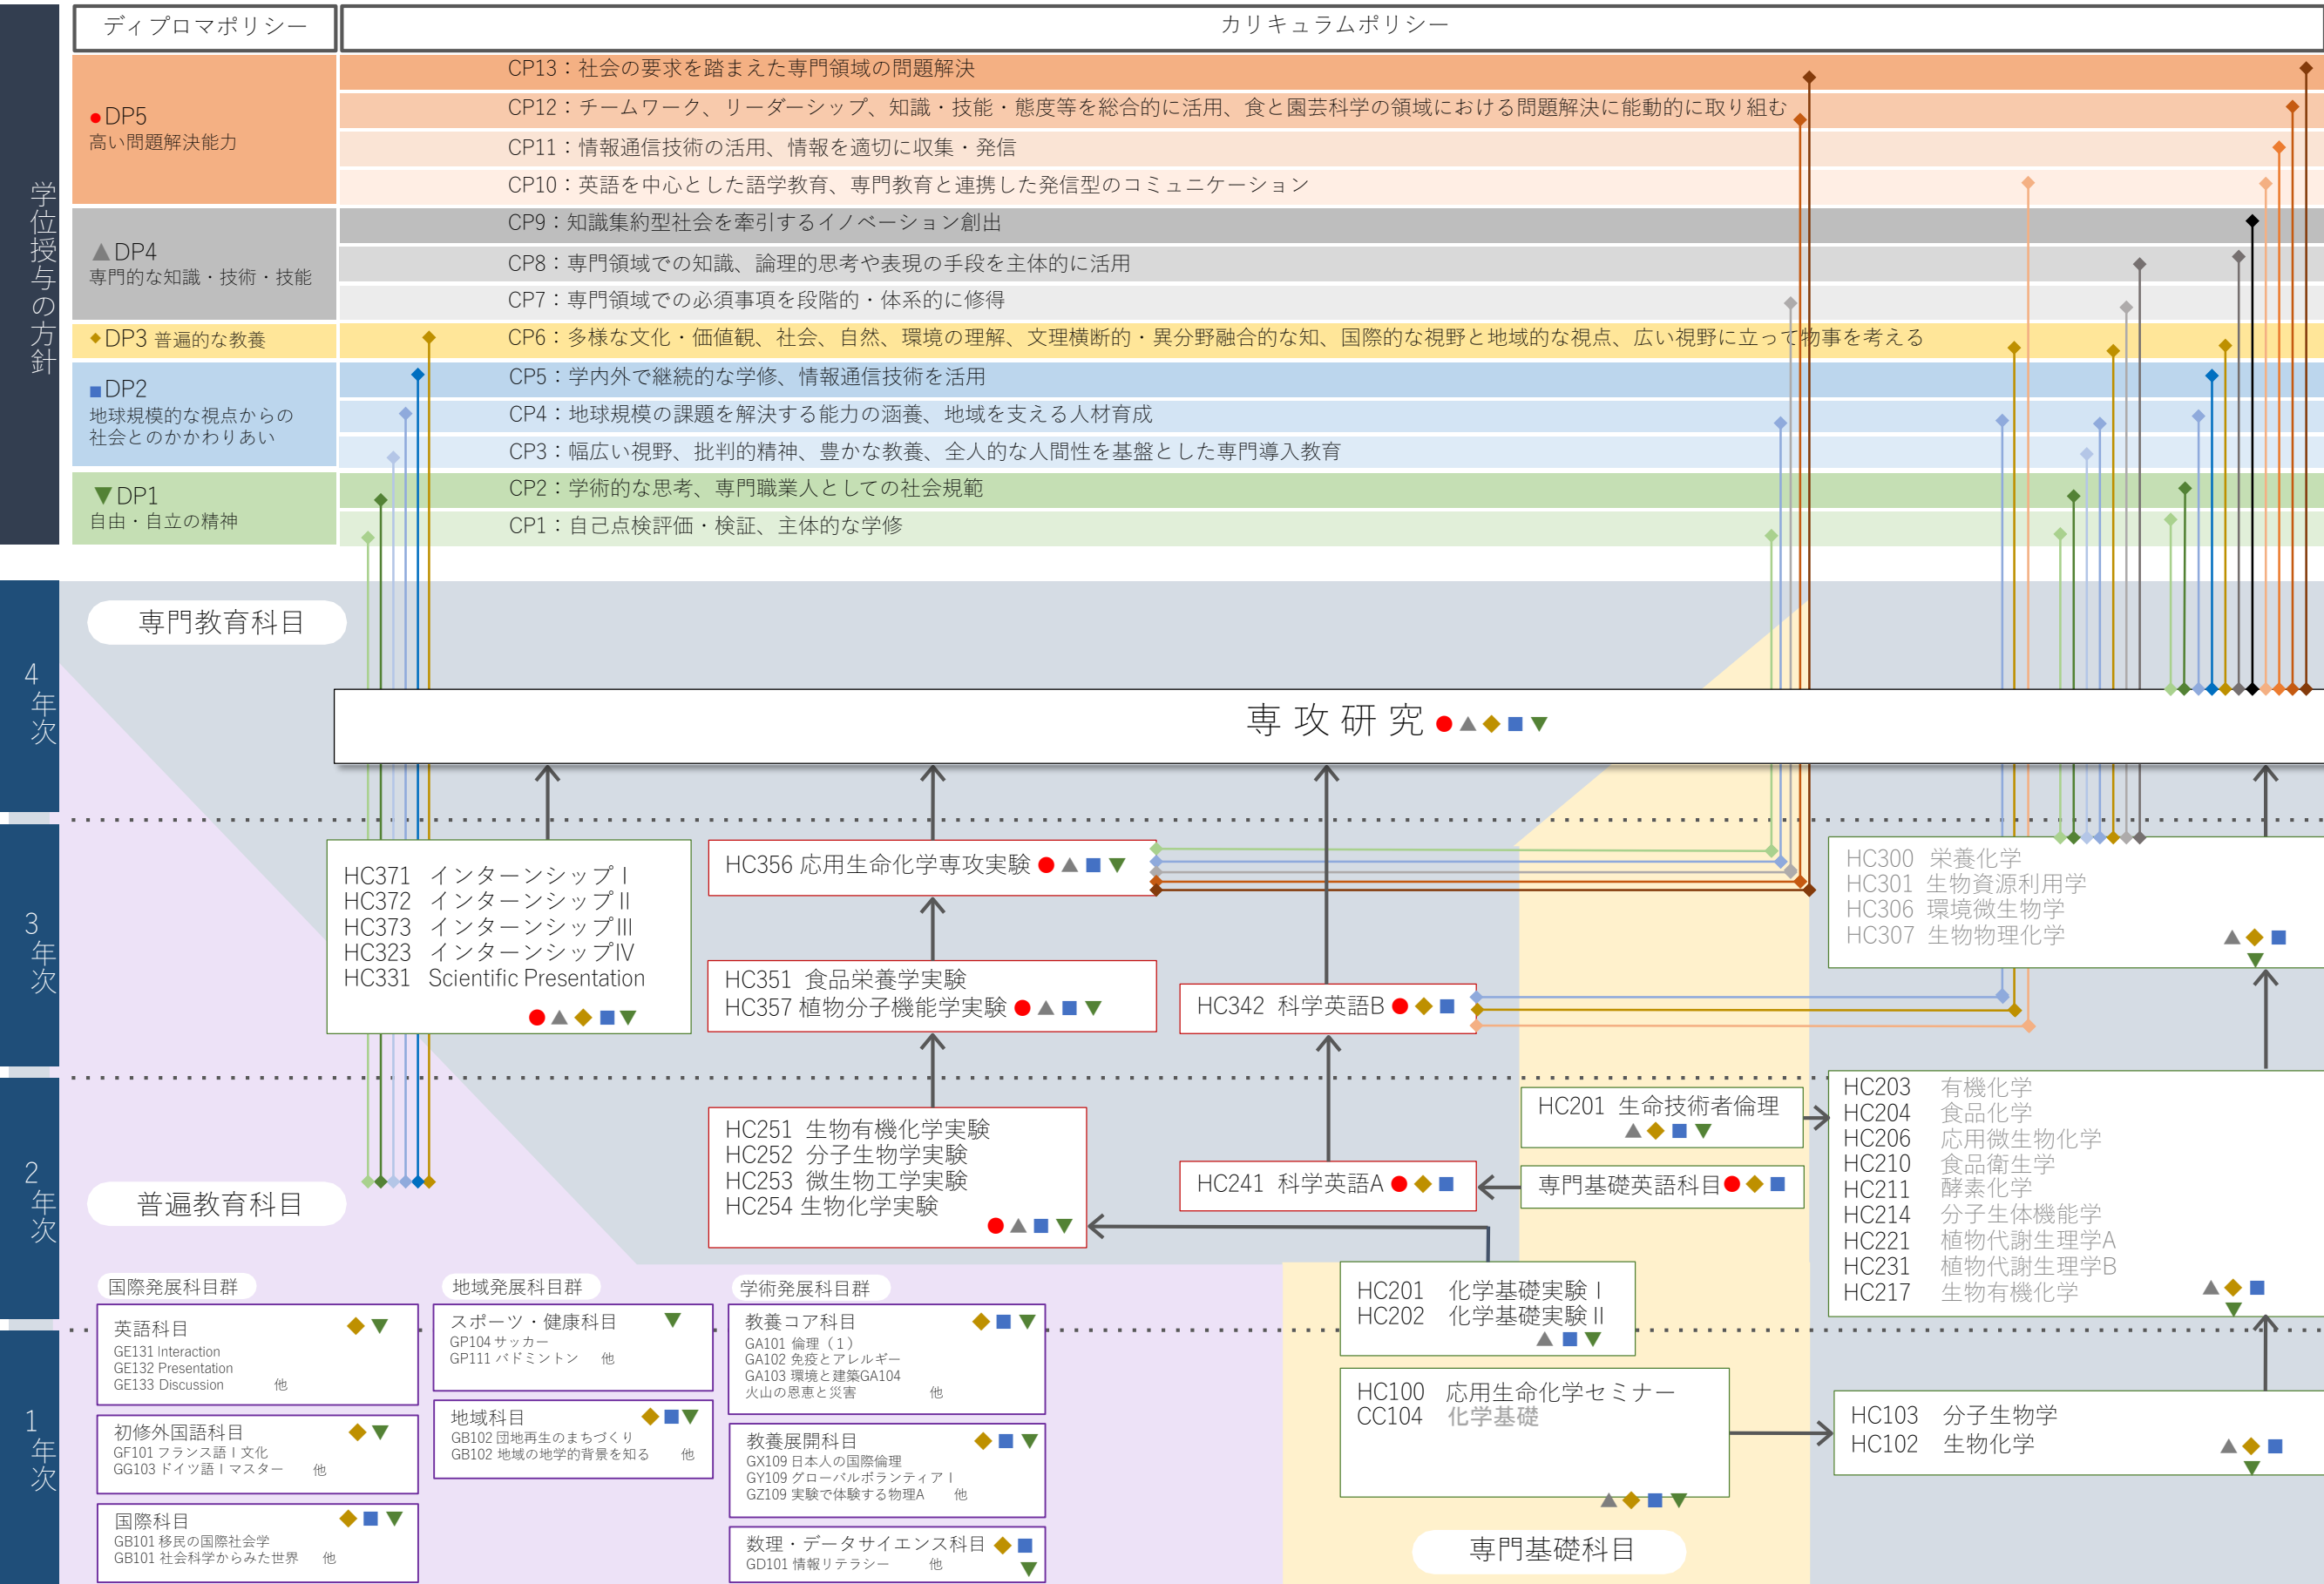 ディプロマポリシー
カリキュラムポリシー
学位授与の方針
●DP5
高い問題解決能力
CP13：社会の要求を踏まえた専門領域の問題解決
CP12：チームワーク、リーダーシップ、知識・技能・態度等を総合的に活用、食と園芸科学の領域における問題解決に能動的に取り組む
CP11：情報通信技術の活用、情報を適切に収集・発信
CP10：英語を中心とした語学教育、専門教育と連携した発信型のコミュニケーション
▲DP4
専門的な知識・技術・技能
CP9：知識集約型社会を牽引するイノベーション創出
CP8：専門領域での知識、論理的思考や表現の手段を主体的に活用
CP7：専門領域での必須事項を段階的・体系的に修得
◆DP3 普遍的な教養
CP6：多様な文化・価値観、社会、自然、環境の理解、文理横断的・異分野融合的な知、国際的な視野と地域的な視点、広い視野に立って物事を考える
■DP2
地球規模的な視点からの
社会とのかかわりあい
CP5：学内外で継続的な学修、情報通信技術を活用
CP4：地球規模の課題を解決する能力の涵養、地域を支える人材育成
CP3：幅広い視野、批判的精神、豊かな教養、全人的な人間性を基盤とした専門導入教育
▼DP1
自由・自立の精神
CP2：学術的な思考、専門職業人としての社会規範
CP1：自己点検評価・検証、主体的な学修
専門教育科目
4年次
専攻研究●▲◆■▼
3年次
HC371 インターンシップⅠ
HC372 インターンシップⅡ
HC373 インターンシップⅢ
HC323 インターンシップⅣ
HC331 Scientific Presentation
●▲◆■▼
HC356 応用生命化学専攻実験●▲■▼
HC351 食品栄養学実験
HC357 植物分子機能学実験●▲■▼
HC342 科学英語B●◆■
HC300 栄養化学
HC301 生物資源利用学
HC306 環境微生物学
HC307 生物物理化学
▲◆■
▼
2年次
普遍教育科目
HC251 生物有機化学実験
HC252 分子生物学実験
HC253 微生物工学実験
HC254 生物化学実験
●▲■▼
HC241 科学英語A●◆■
HC201 生命技術者倫理
▲◆■▼
専門基礎英語科目●◆■
HC203 有機化学
HC204 食品化学
HC206 応用微生物化学
HC210 食品衛生学
HC211 酵素化学
HC214 分子生体機能学
HC221 植物代謝生理学A
HC231 植物代謝生理学B
HC217 生物有機化学
▲◆■
▼
HC201 化学基礎実験Ⅰ
HC202 化学基礎実験Ⅱ
▲■▼
1年次
国際発展科目群
英語科目 ◆▼
GE131 Interaction
GE132 Presentation
GE133 Discussion 他
初修外国語科目 ◆▼
GF101 フランス語Ⅰ文化
GG103 ドイツ語Ⅰマスター 他
国際科目 ◆■▼
GB101 移民の国際社会学
GB101 社会科学からみた世界 他
地域発展科目群
スポーツ・健康科目 ▼
GP104 サッカー
GP111 バドミントン 他
地域科目 ◆■▼
GB102 団地再生のまちづくり
GB102 地域の地学的背景を知る 他
学術発展科目群
教養コア科目 ◆■▼
GA101 倫理（１）
GA102 免疫とアレルギー
GA103 環境と建築GA104
火山の恩恵と災害 他
教養展開科目 ◆■▼
GX109 日本人の国際倫理
GY109 グローバルボランティアⅠ
GZ109 実験で体験する物理A 他
数理・データサイエンス科目 ◆■
GD101 情報リテラシー 他 ▼
HC100 応用生命化学セミナー
CC104 化学基礎
▲◆■▼
専門基礎科目
HC103 分子生物学
HC102 生物化学
▲◆■
▼